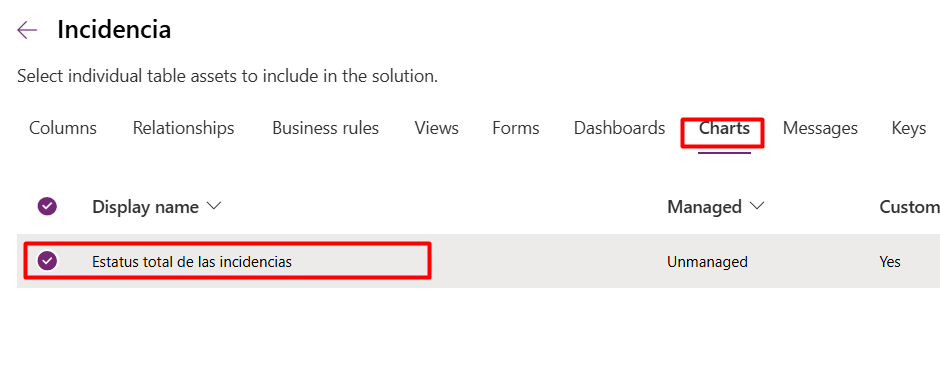 Incidencia
Select individual table assets to include in the solution.
Columns Relationships Business rules Views Forms Dashboards Charts Messages Keys
Display name Managed Custom
Estatus total de las incidencias Unmanaged Yes